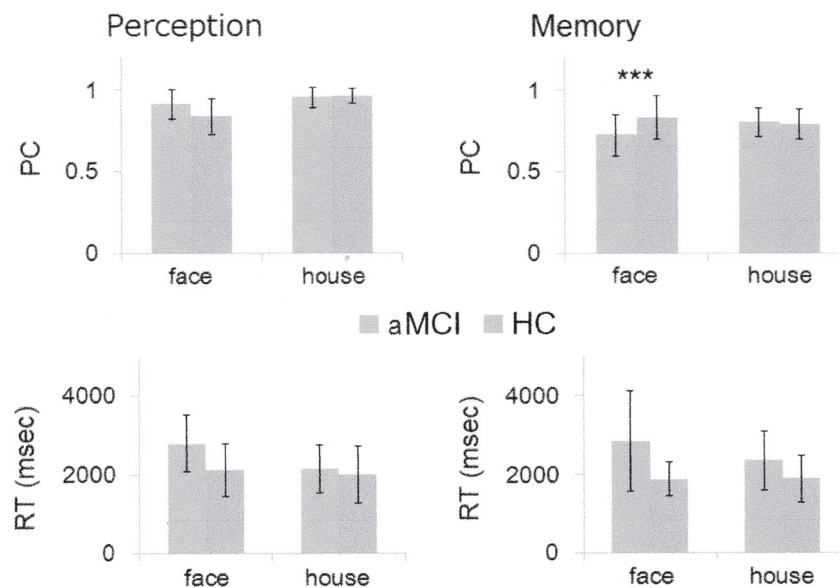 Perception
Memory
PC
1
0.5
0
face
house
PC
1
0.5
0
***
face
house
aMCI
HC
RT (msec)
4000
2000
0
face
house
RT (msec)
4000
2000
0
face
house